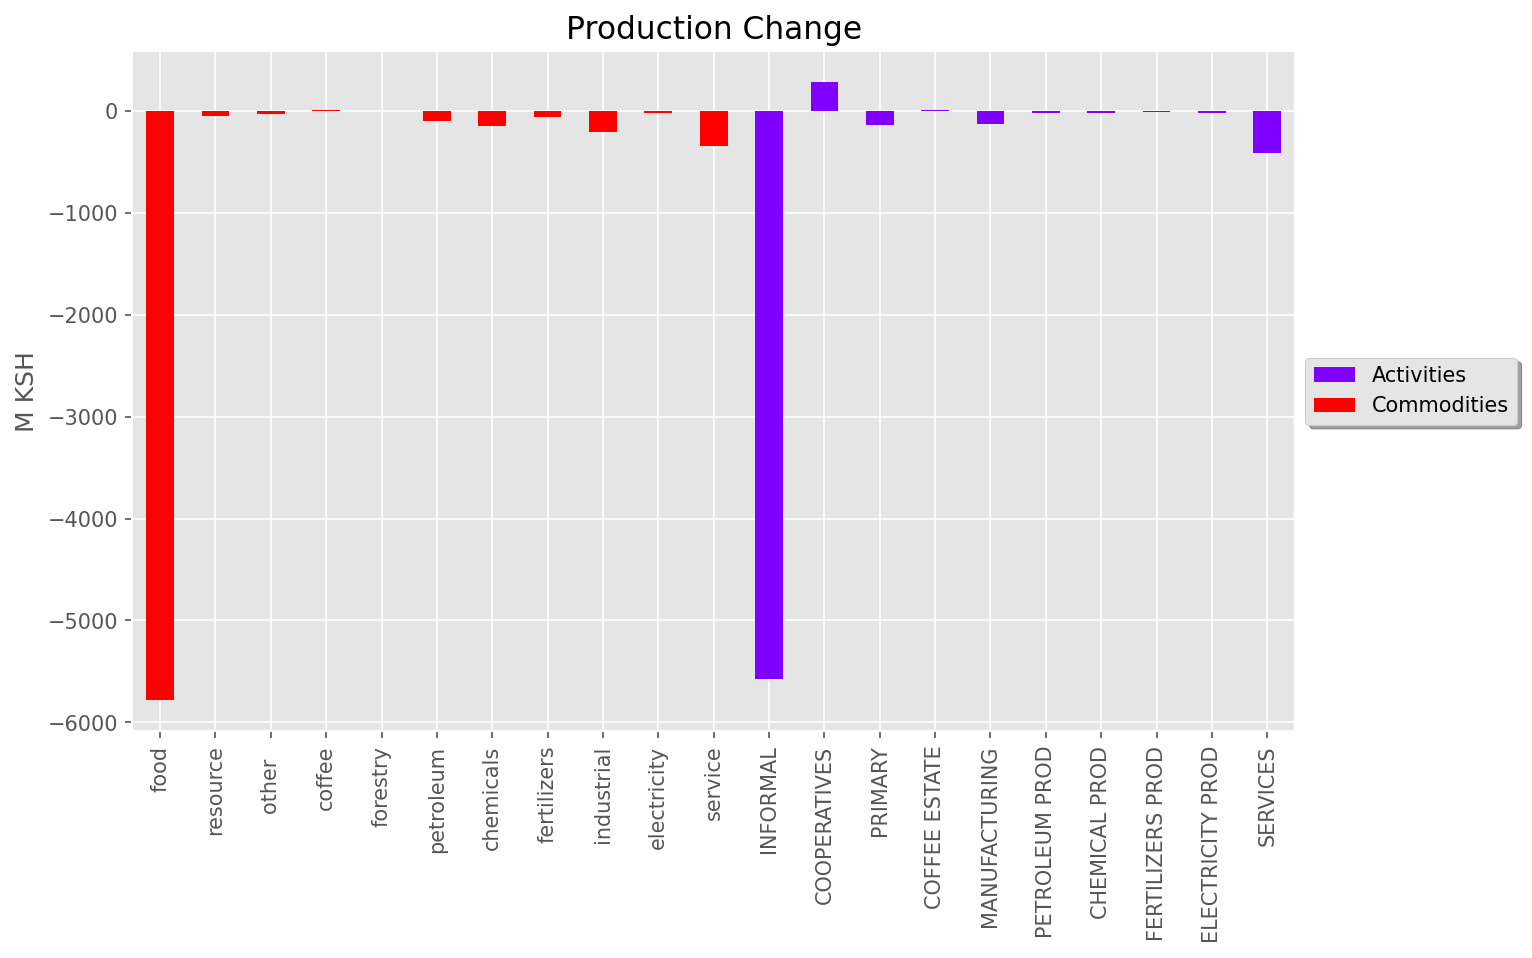 Production Change
M KSH
0
−1000
−2000
−3000
−4000
−5000
−6000
food
resource
other
coffee
forestry
petroleum
chemicals
fertilizers
industrial
electricity
service
INFORMAL
COOPERATIVES
PRIMARY
COFFEE ESTATE
MANUFACTURING
PETROLEUM PROD
CHEMICAL PROD
FERTILIZERS PROD
ELECTRICITY PROD
SERVICES
Activities
Commodities